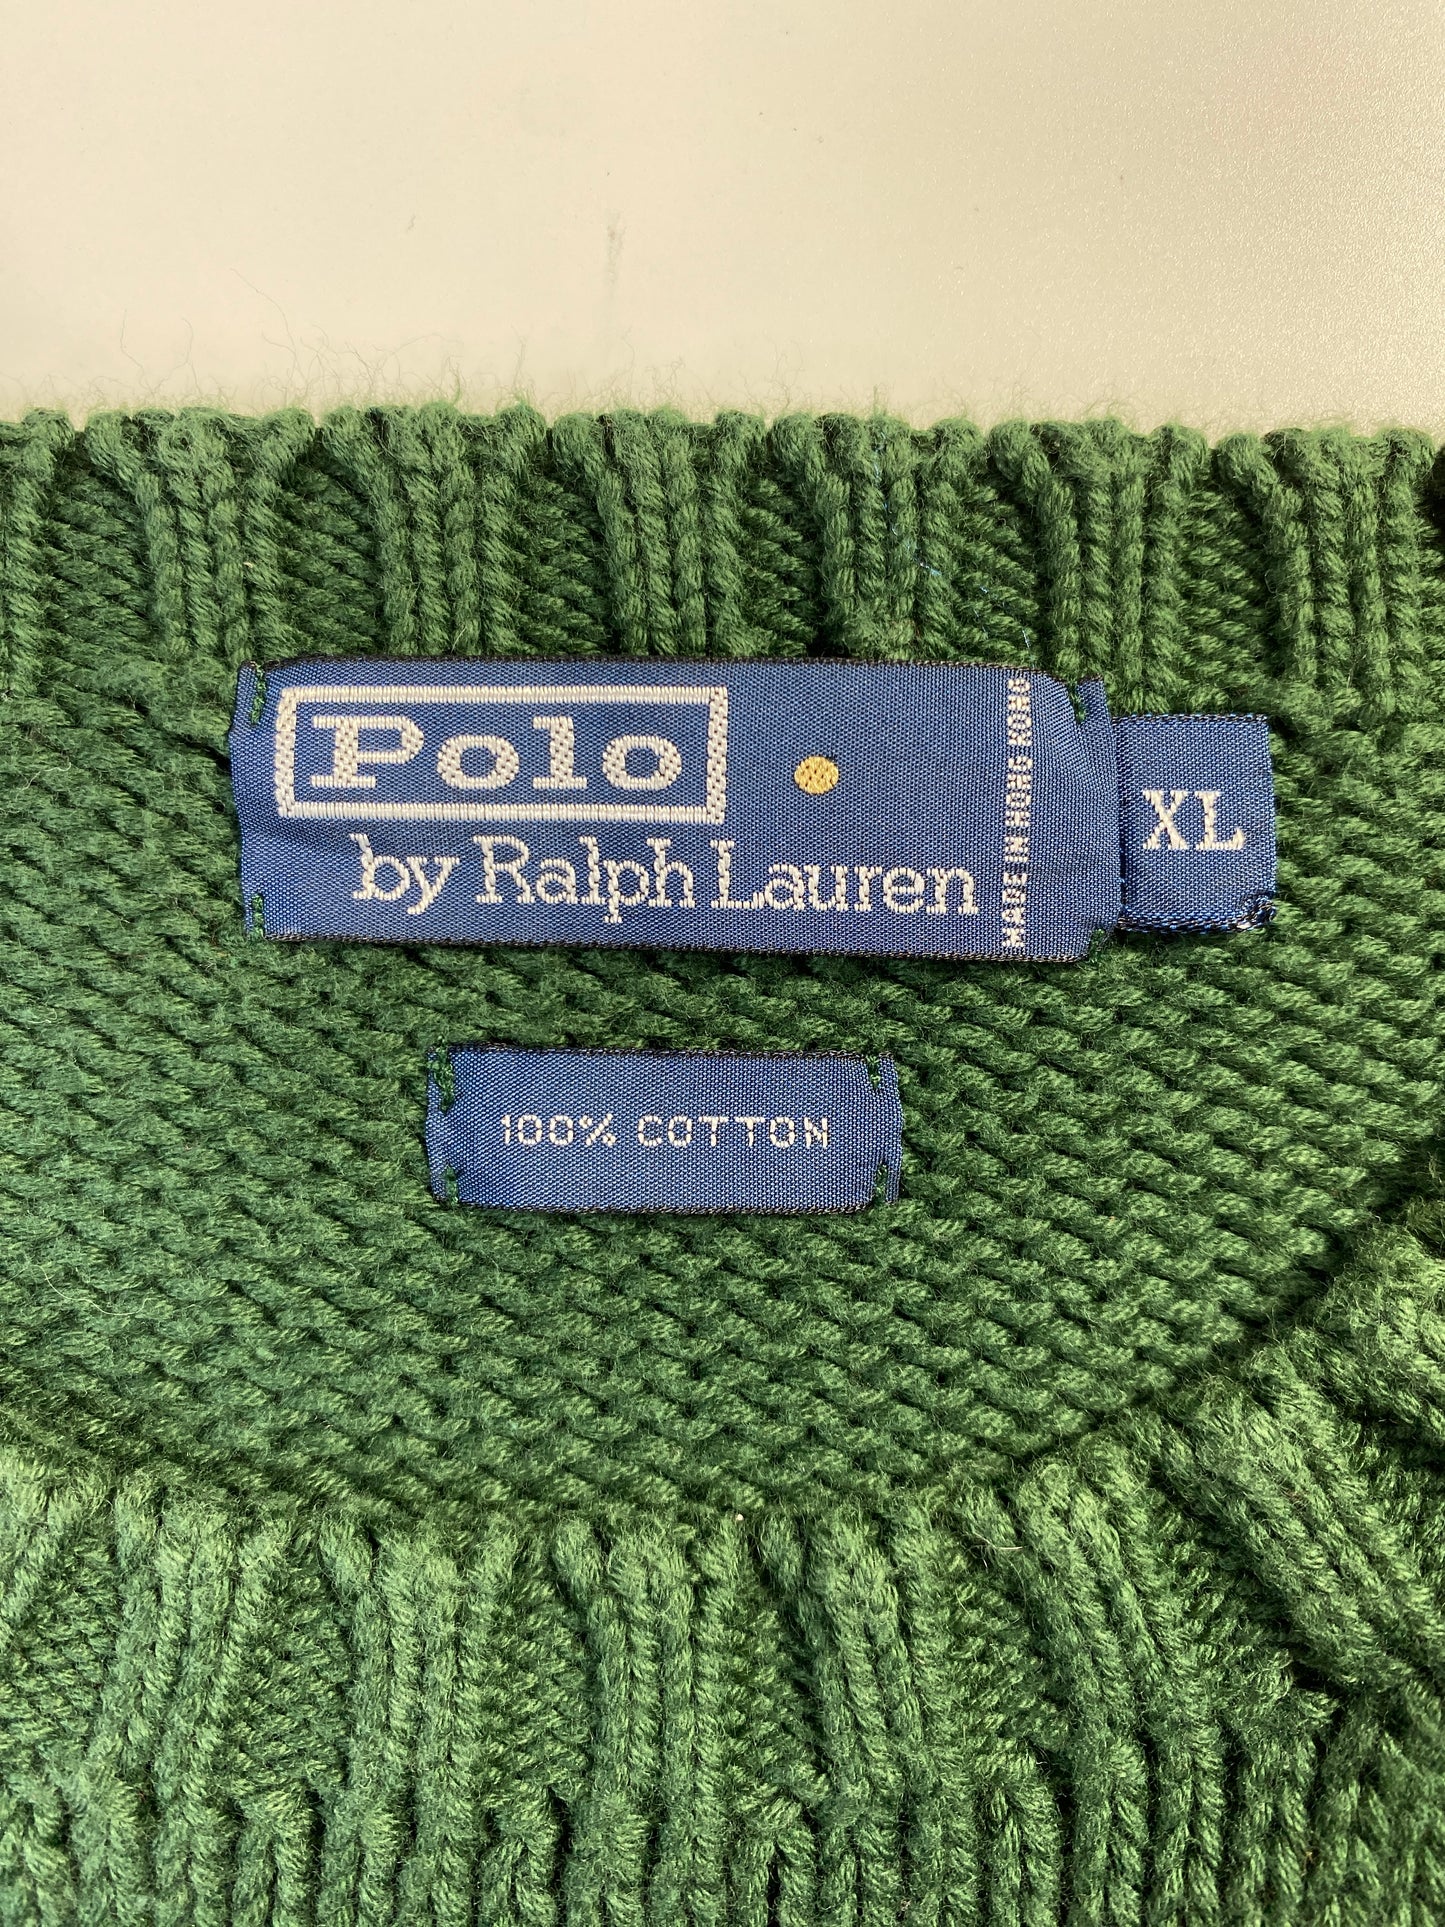 Polo
by Ralph Lauren
MADE IN HONG KONG
XL
100% COTTON